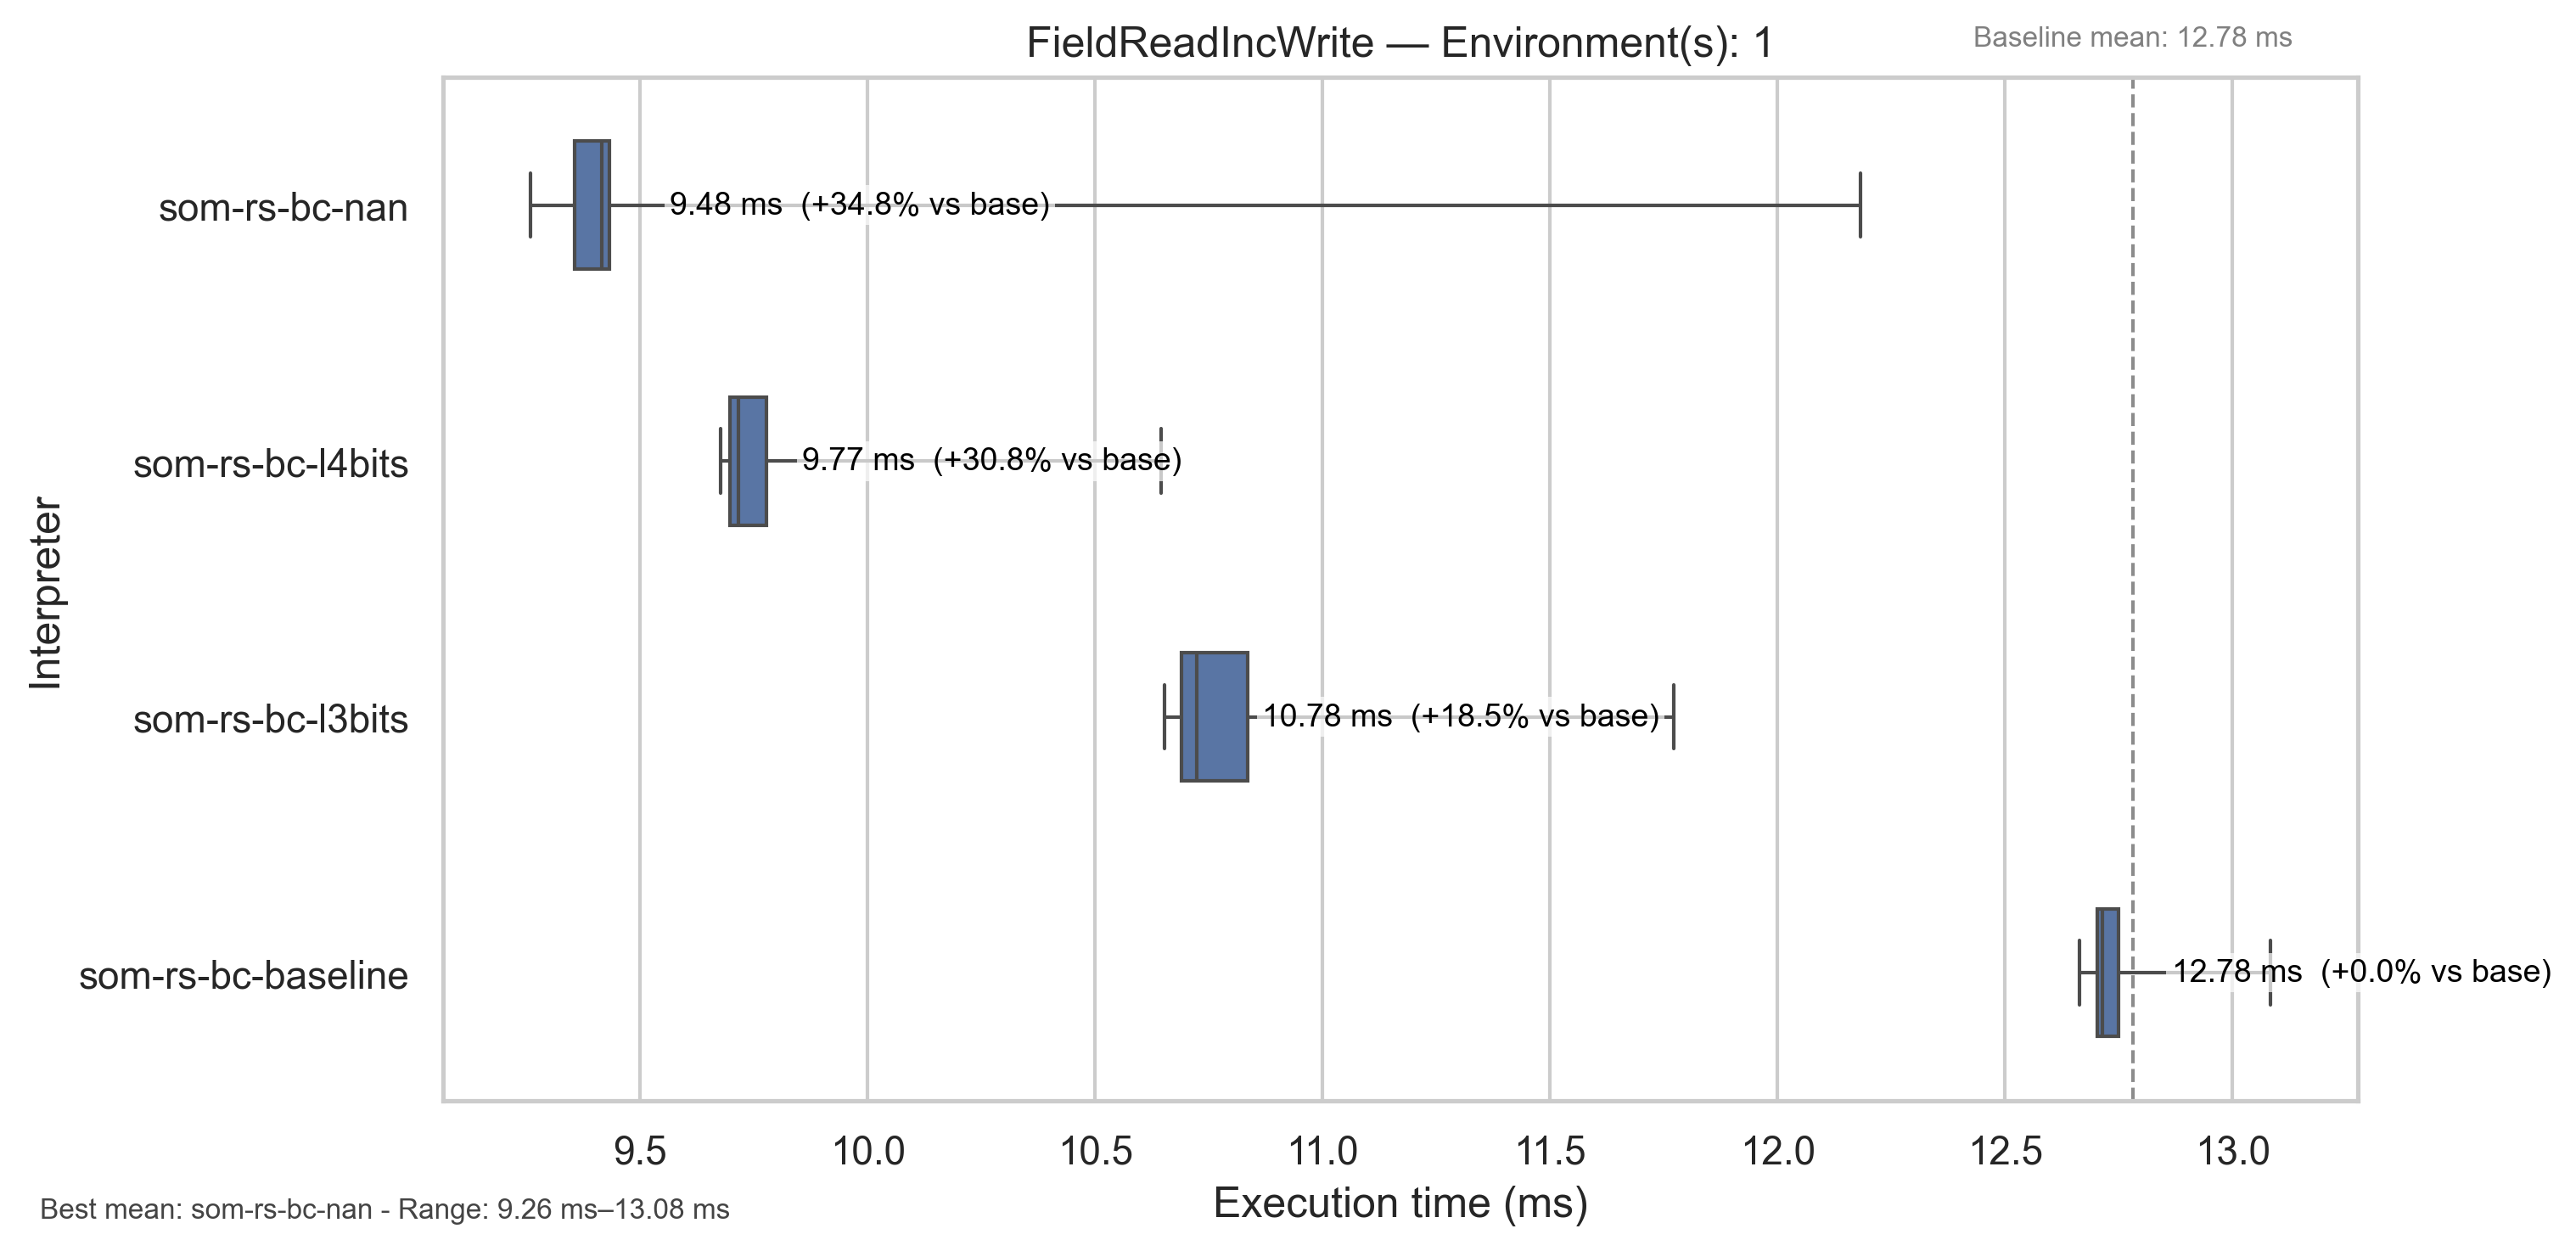 FieldReadIncWrite — Environment(s): 1
Baseline mean: 12.78 ms
Interpreter
som-rs-bc-nan
9.48 ms  (+34.8% vs base)
som-rs-bc-l4bits
9.77 ms  (+30.8% vs base)
som-rs-bc-l3bits
10.78 ms  (+18.5% vs base)
som-rs-bc-baseline
12.78 ms  (+0.0% vs base)
9.5 10.0 10.5 11.0 11.5 12.0 12.5 13.0
Execution time (ms)
Best mean: som-rs-bc-nan - Range: 9.26 ms–13.08 ms